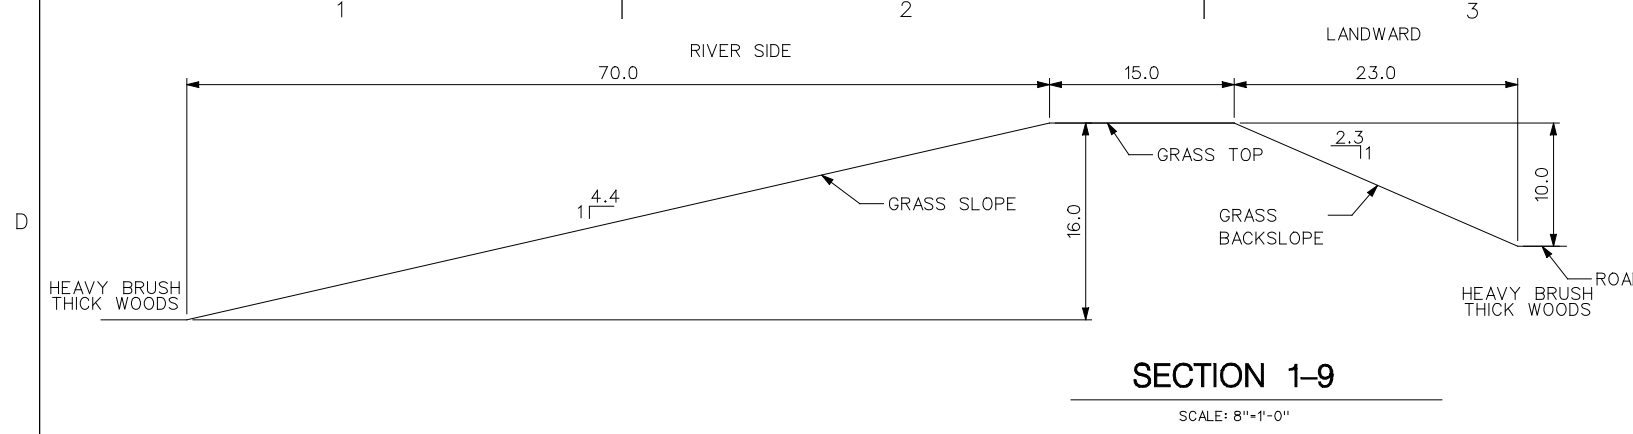 1
2
3
RIVER SIDE
LANDWARD
70.0
15.0
23.0
2.3
1
GRASS TOP
10.0
4.4
1
GRASS SLOPE
16.0
GRASS
BACKSLOPE
D
HEAVY BRUSH
THICK WOODS
HEAVY BRUSH
THICK WOODS
SECTION 1–9
SCALE: 8"=1'-0"